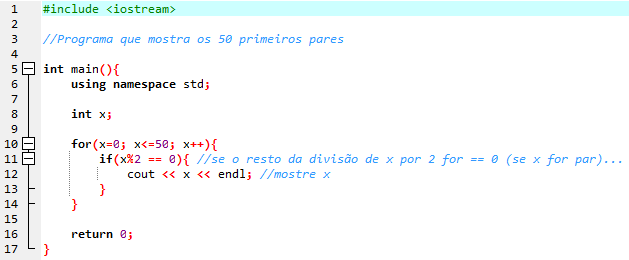 1 #include <iostream>
2
3 //Programa que mostra os 50 primeiros pares
4
5 int main(){
6 using namespace std;
7
8 int x;
9
10 for(x=0; x<=50; x++){
11 if(x%2 == 0){ //se o resto da divisão de x por 2 for == 0 (se x for par)...
12 cout << x << endl; //mostre x
13 }
14 }
15
16 return 0;
17 }